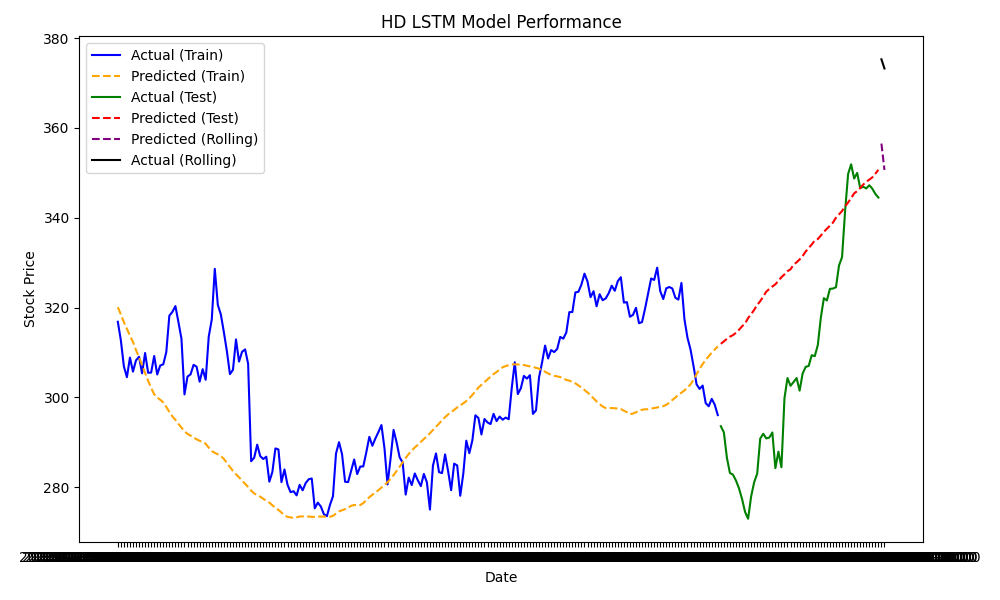 HD LSTM Model Performance
Actual (Train)
Predicted (Train)
Actual (Test)
Predicted (Test)
Predicted (Rolling)
Actual (Rolling)
380
360
340
320
300
280
Stock Price
Date